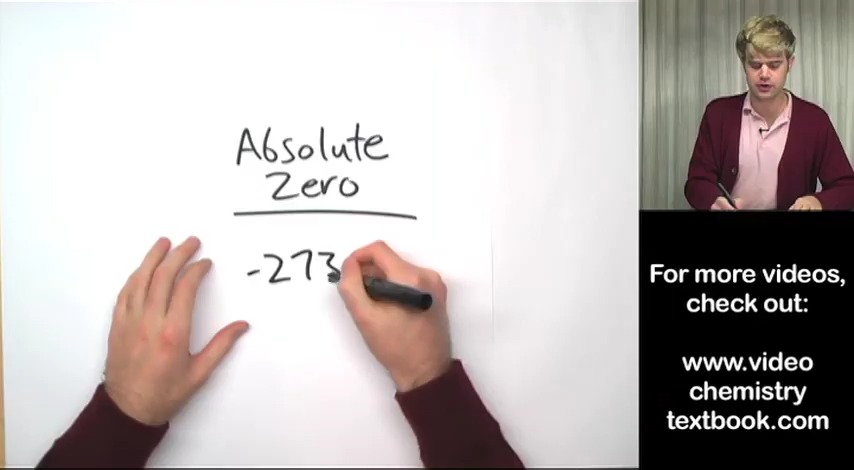 Absolute
Zero
-273
For more videos,
check out:
www.video
chemistry
textbook.com